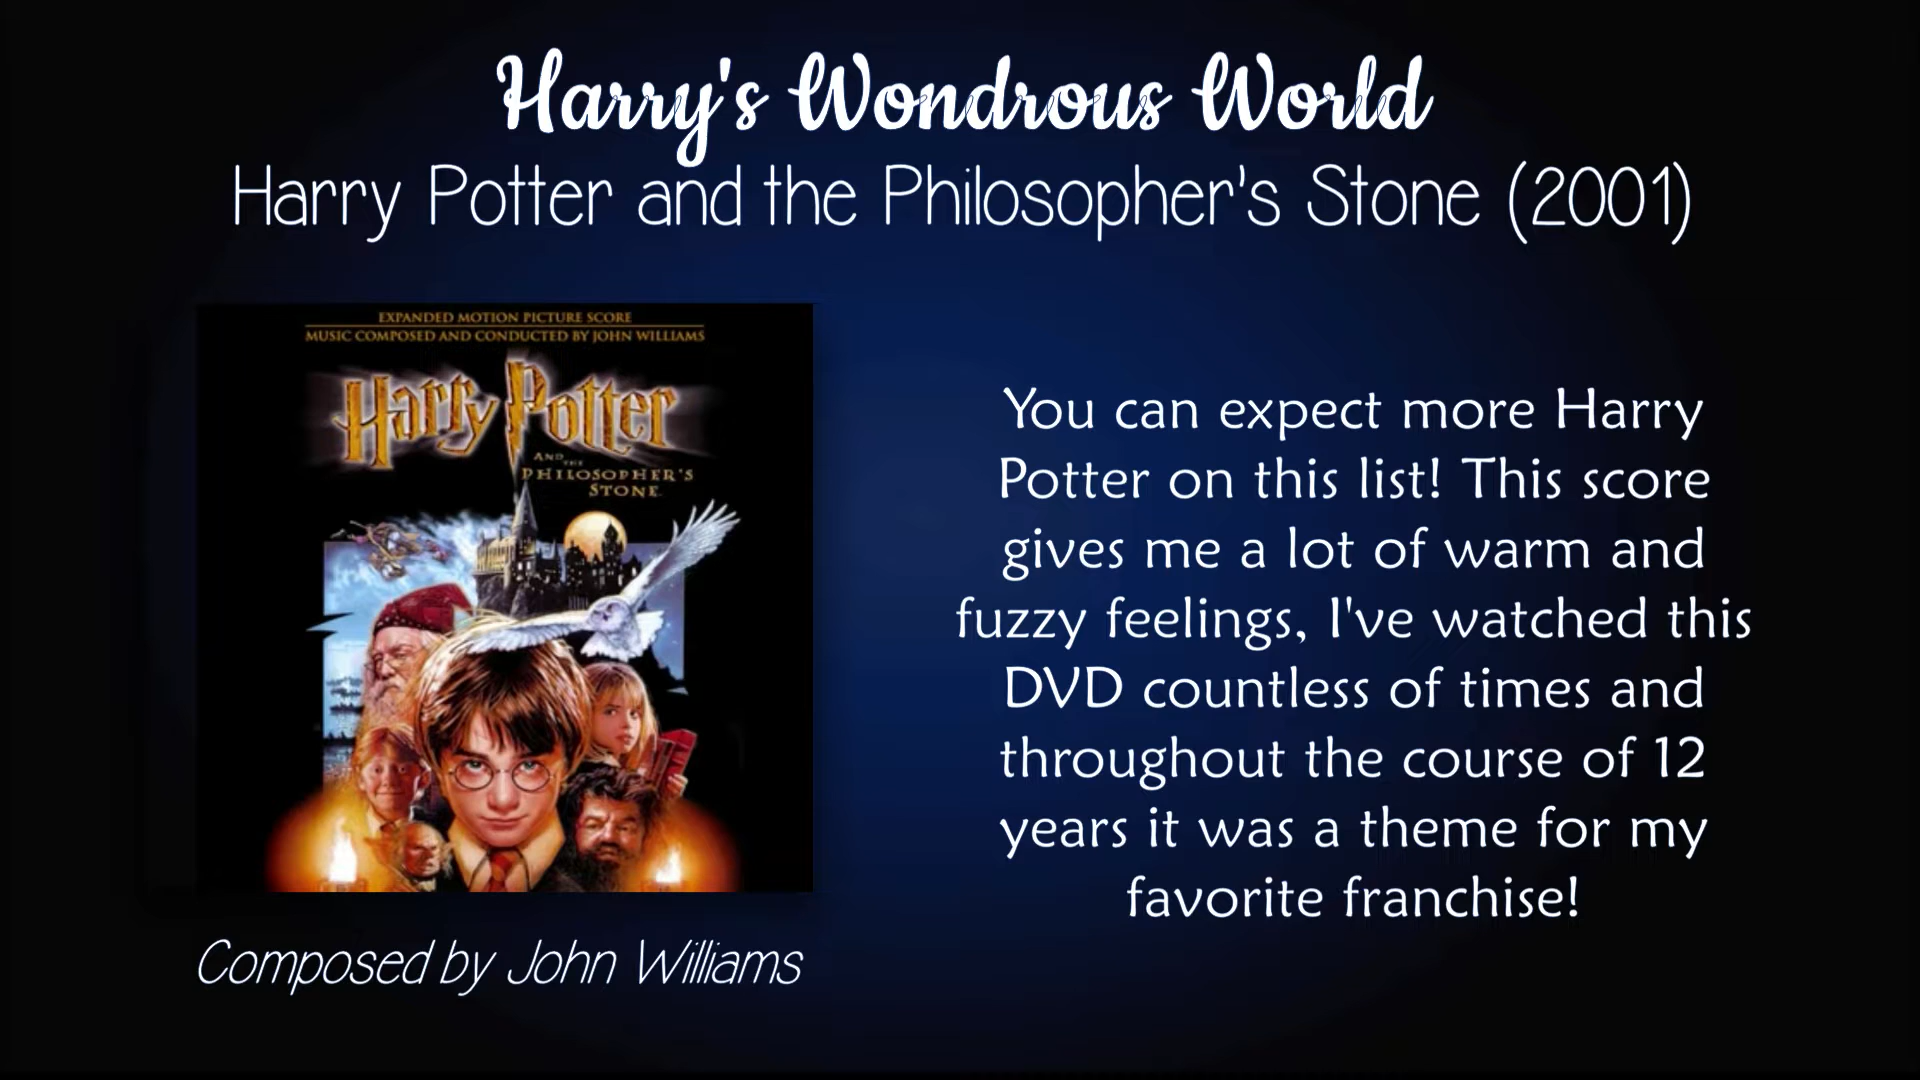 Harry's Wondrous World
Harry Potter and the Philosopher's Stone (2001)
EXPANDED MOTION PICTURE SCORE
MUSIC COMPOSED AND CONDUCTED BY JOHN WILLIAMS
Harry Potter
AND THE
PHILOSOPHER'S
STONE
You can expect more Harry
Potter on this list! This score
gives me a lot of warm and
fuzzy feelings, I've watched this
DVD countless of times and
throughout the course of 12
years it was a theme for my
favorite franchise!
Composed by John Williams